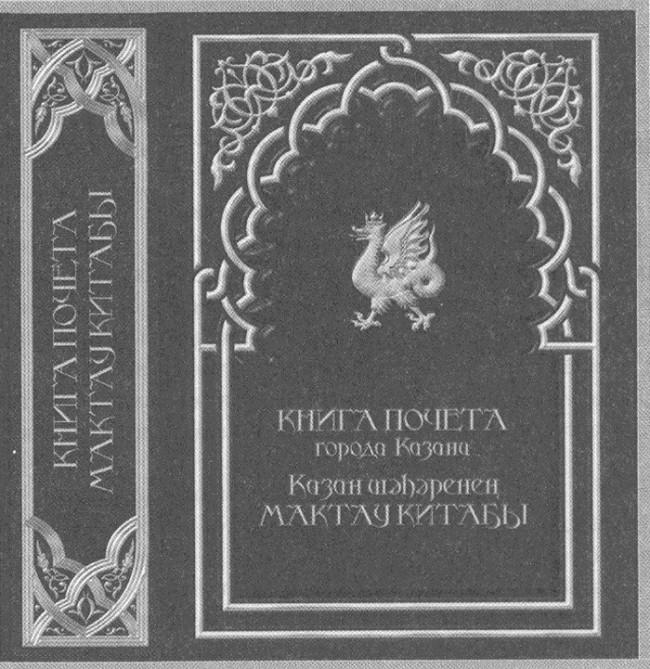 КНИГА ПОЧЕТА
МАКТАУ КИТАБЫ
КНИГА ПОЧЕТА
города Казани
Казан шәһәренең
МАКТАУ КИТАБЫ